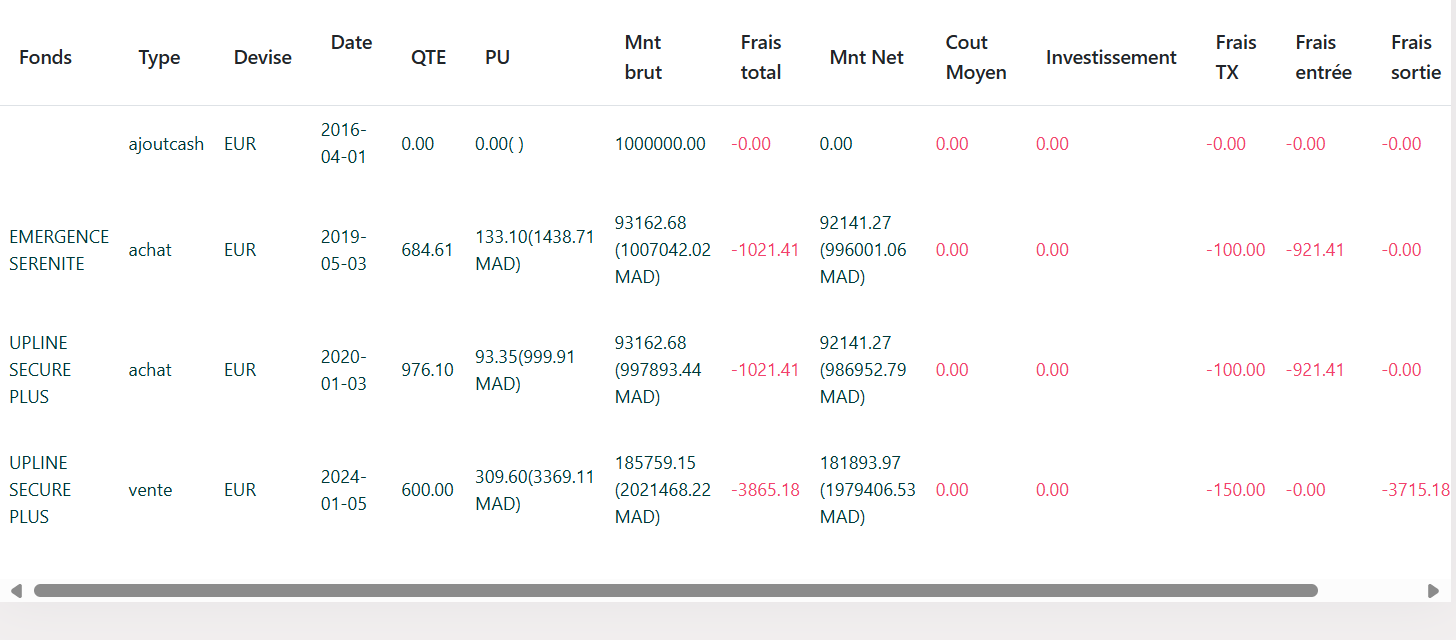 Fonds Type Devise Date QTE PU Mnt brut Frais total Mnt Net Cout Moyen Investissement Frais TX Frais entrée Frais sortie
ajoutcash EUR 2016-04-01 0.00 0.00( ) 1000000.00 -0.00 0.00 0.00 0.00 -0.00 -0.00 -0.00
EMERGENCE SERENITE achat EUR 2019-05-03 684.61 133.10(1438.71 MAD) 93162.68 (1007042.02 MAD) -1021.41 92141.27 (996001.06 MAD) 0.00 0.00 -100.00 -921.41 -0.00
UPLINE SECURE PLUS achat EUR 2020-01-03 976.10 93.35(999.91 MAD) 93162.68 (997893.44 MAD) -1021.41 92141.27 (986952.79 MAD) 0.00 0.00 -100.00 -921.41 -0.00
UPLINE SECURE PLUS vente EUR 2024-01-05 600.00 309.60(3369.11 MAD) 185759.15 (2021468.22 MAD) -3865.18 181893.97 (1979406.53 MAD) 0.00 0.00 -150.00 -0.00 -3715.18